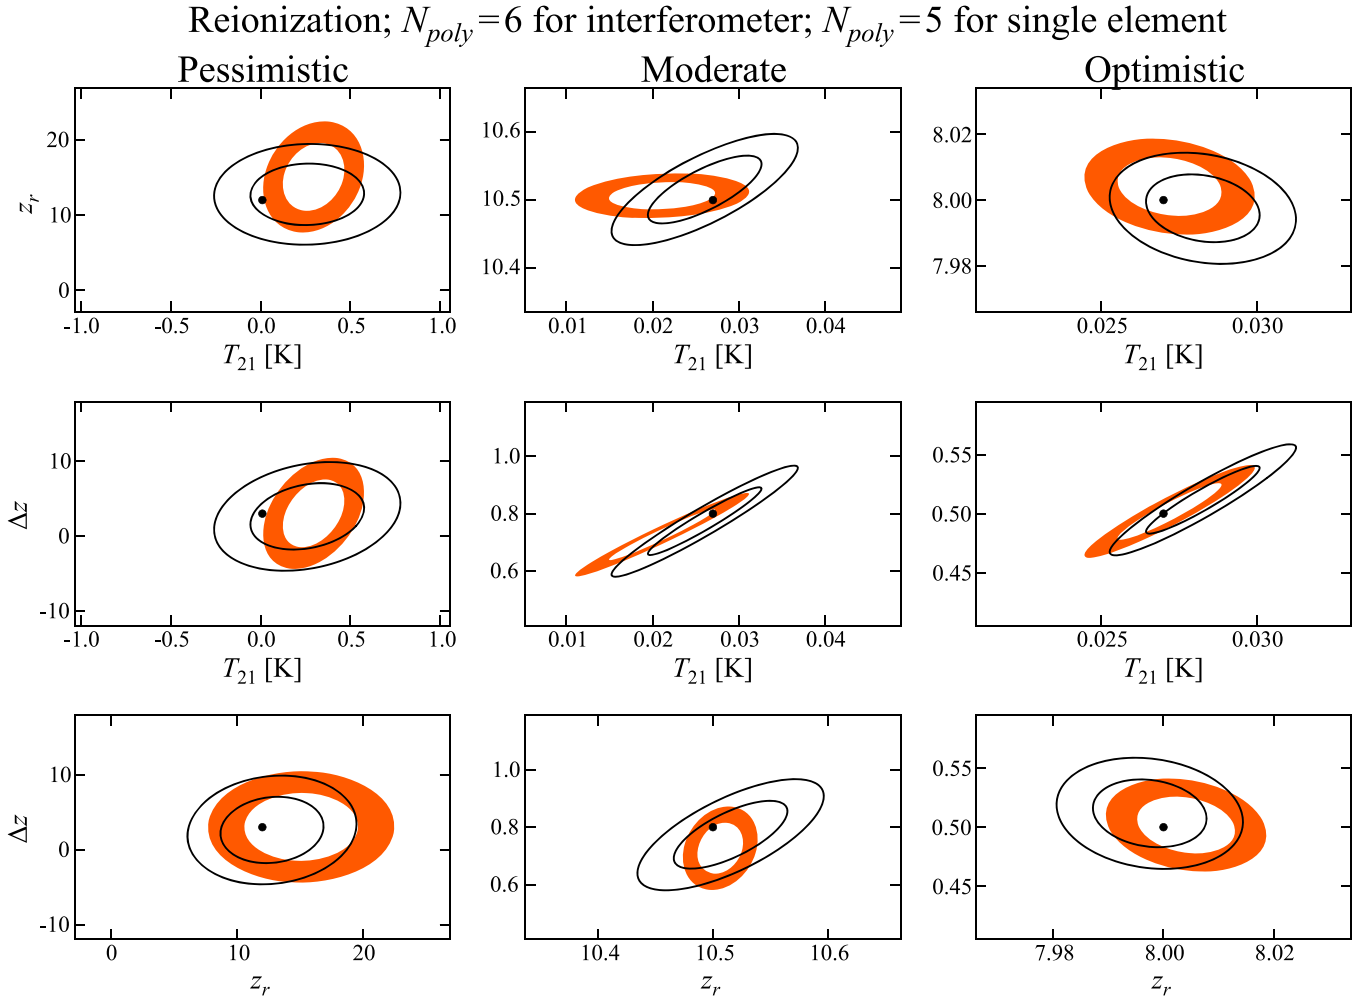 Reionization; N_poly=6 for interferometer; N_poly=5 for single element
Pessimistic Moderate Optimistic
z_r
20
10
0
-1.0 -0.5 0.0 0.5 1.0
T_21 [K]
10.6
10.5
10.4
0.01 0.02 0.03 0.04
T_21 [K]
8.02
8.00
7.98
0.025 0.030
T_21 [K]
Δz
10
0
-10
-1.0 -0.5 0.0 0.5 1.0
T_21 [K]
1.0
0.8
0.6
0.01 0.02 0.03 0.04
T_21 [K]
0.55
0.50
0.45
0.025 0.030
T_21 [K]
Δz
10
0
-10
0 10 20
z_r
1.0
0.8
0.6
10.4 10.5 10.6
z_r
0.55
0.50
0.45
7.98 8.00 8.02
z_r